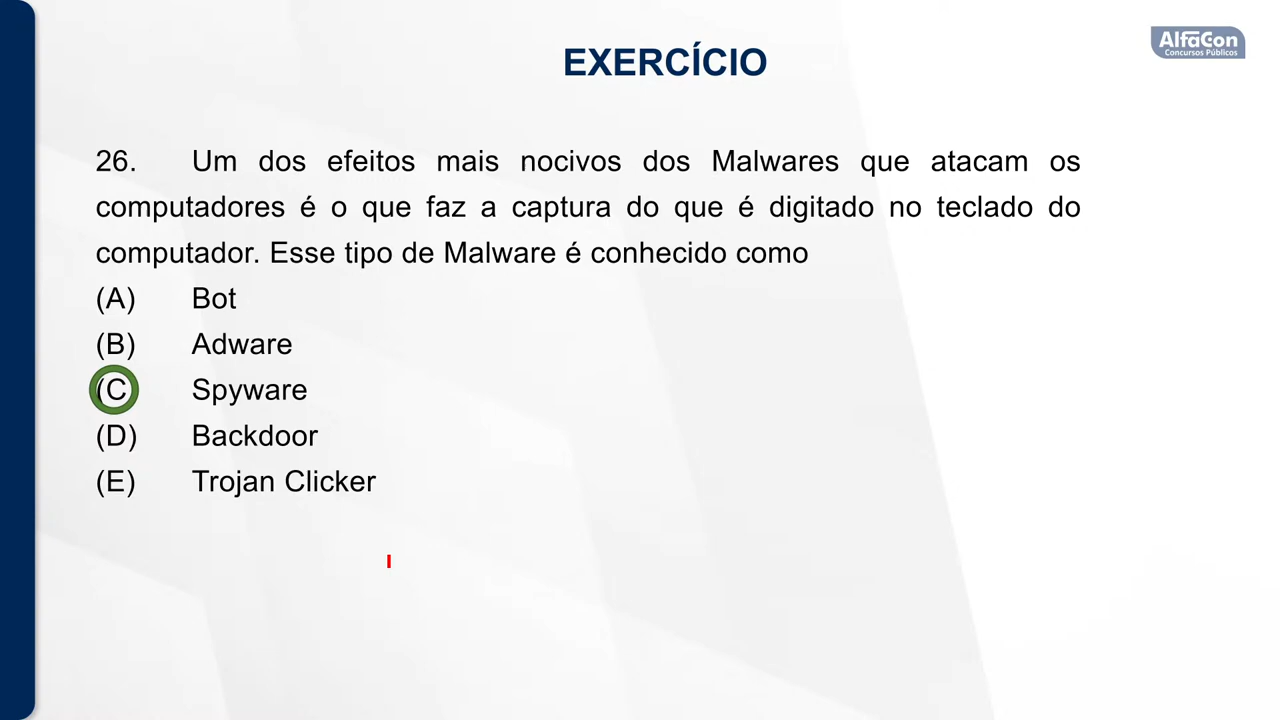 AlfaCon
Concursos Públicos
EXERCÍCIO
26. Um dos efeitos mais nocivos dos Malwares que atacam os
computadores é o que faz a captura do que é digitado no teclado do
computador. Esse tipo de Malware é conhecido como
(A) Bot
(B) Adware
(C Spyware
(D) Backdoor
(E) Trojan Clicker